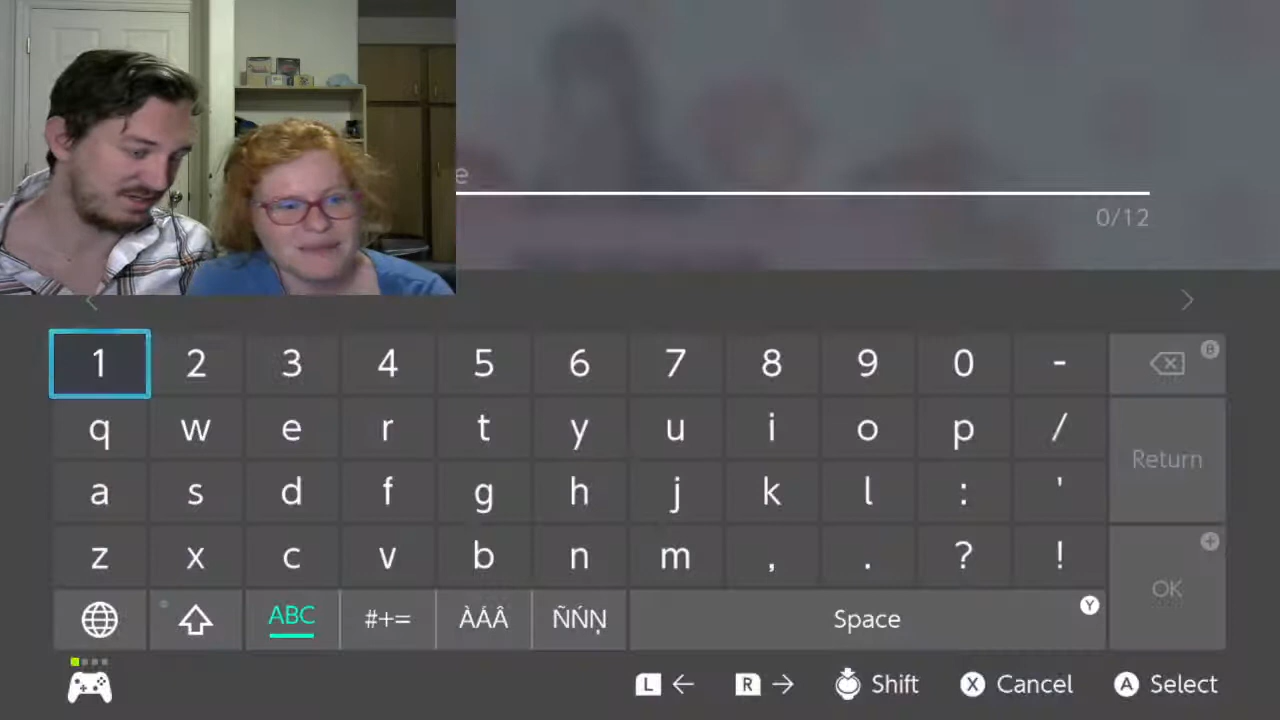 e
0/12
1 2 3 4 5 6 7 8 9 0 - B
q w e r t y u i o p / Return
a s d f g h j k l : '
z x c v b n m , . ? ! +
OK
ABC #+= ÀÁÂ ÑŃŅ Space Y
L ← R → Shift X Cancel A Select